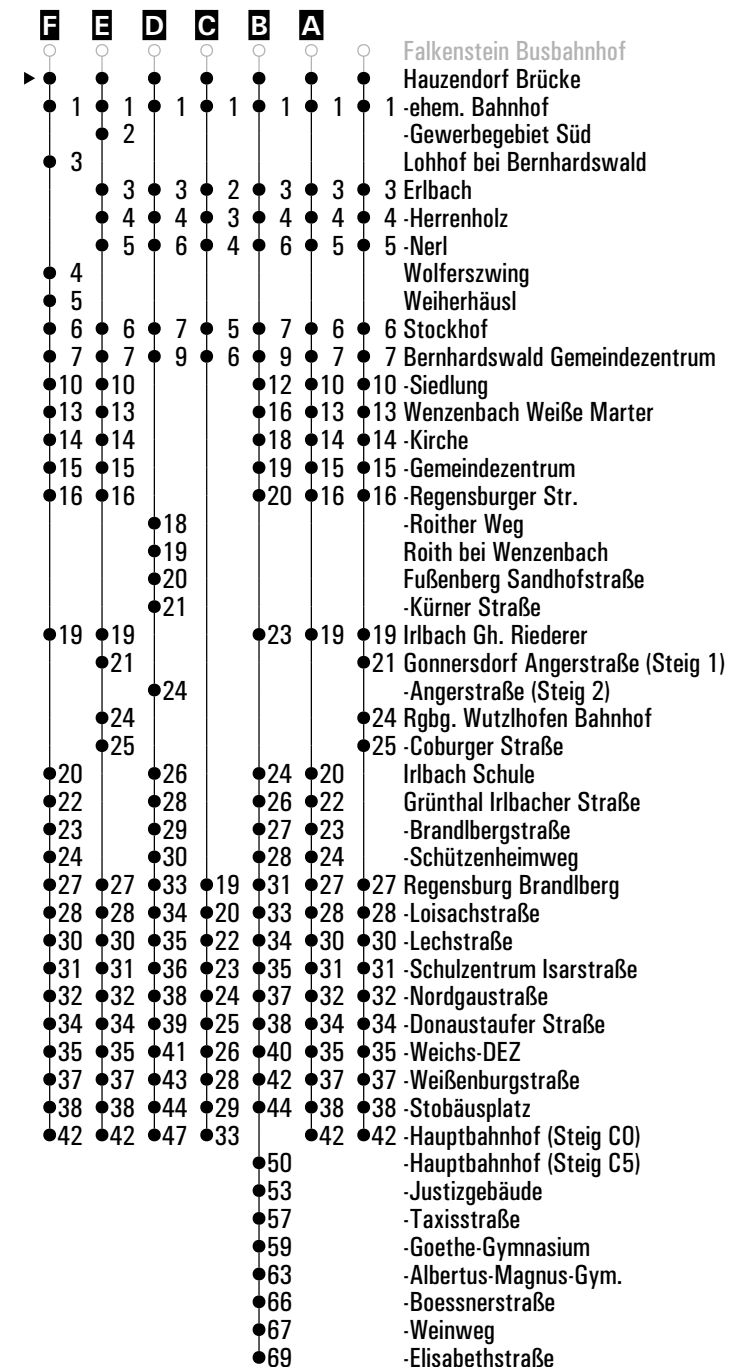 F E D C B A
Falkenstein Busbahnhof
Hauzendorf Brücke
1 1 1 1 1 1 1 -ehem. Bahnhof
2 -Gewerbegebiet Süd
3 Lohhof bei Bernhardswald
3 3 2 3 3 3 Erlbach
4 4 3 4 4 4 -Herrenholz
5 6 4 6 5 5 -Nerl
4 Wolferszwing
5 Weiherhäusl
6 6 7 5 7 6 6 Stockhof
7 7 9 6 9 7 7 Bernhardswald Gemeindezentrum
10 10 12 10 10 -Siedlung
13 13 16 13 13 Wenzenbach Weiße Marter
14 14 18 14 14 -Kirche
15 15 19 15 15 -Gemeindezentrum
16 16 20 16 16 -Regensburger Str.
18 -Roither Weg
19 Roith bei Wenzenbach
20 Fußenberg Sandhofstraße
21 -Kürner Straße
19 19 23 19 19 Irlbach Gh. Riederer
21 21 Gonnersdorf Angerstraße (Steig 1)
24 -Angerstraße (Steig 2)
24 24 Rgbg. Wutzlhofen Bahnhof
25 25 -Coburger Straße
20 26 24 20 Irlbach Schule
22 28 26 22 Grünthal Irlbacher Straße
23 29 27 23 -Brandlbergstraße
24 30 28 24 -Schützenheimweg
27 27 33 19 31 27 27 Regensburg Brandlberg
28 28 34 20 33 28 28 -Loisachstraße
30 30 35 22 34 30 30 -Lechstraße
31 31 36 23 35 31 31 -Schulzentrum Isarstraße
32 32 38 24 37 32 32 -Nordgaustraße
34 34 39 25 38 34 34 -Donaustaufer Straße
35 35 41 26 40 35 35 -Weichs-DEZ
37 37 43 28 42 37 37 -Weißenburgstraße
38 38 44 29 44 38 38 -Stobäusplatz
42 42 47 33 42 42 -Hauptbahnhof (Steig C0)
50 -Hauptbahnhof (Steig C5)
53 -Justizgebäude
57 -Taxisstraße
59 -Goethe-Gymnasium
63 -Albertus-Magnus-Gym.
66 -Boessnerstraße
67 -Weinweg
69 -Elisabethstraße